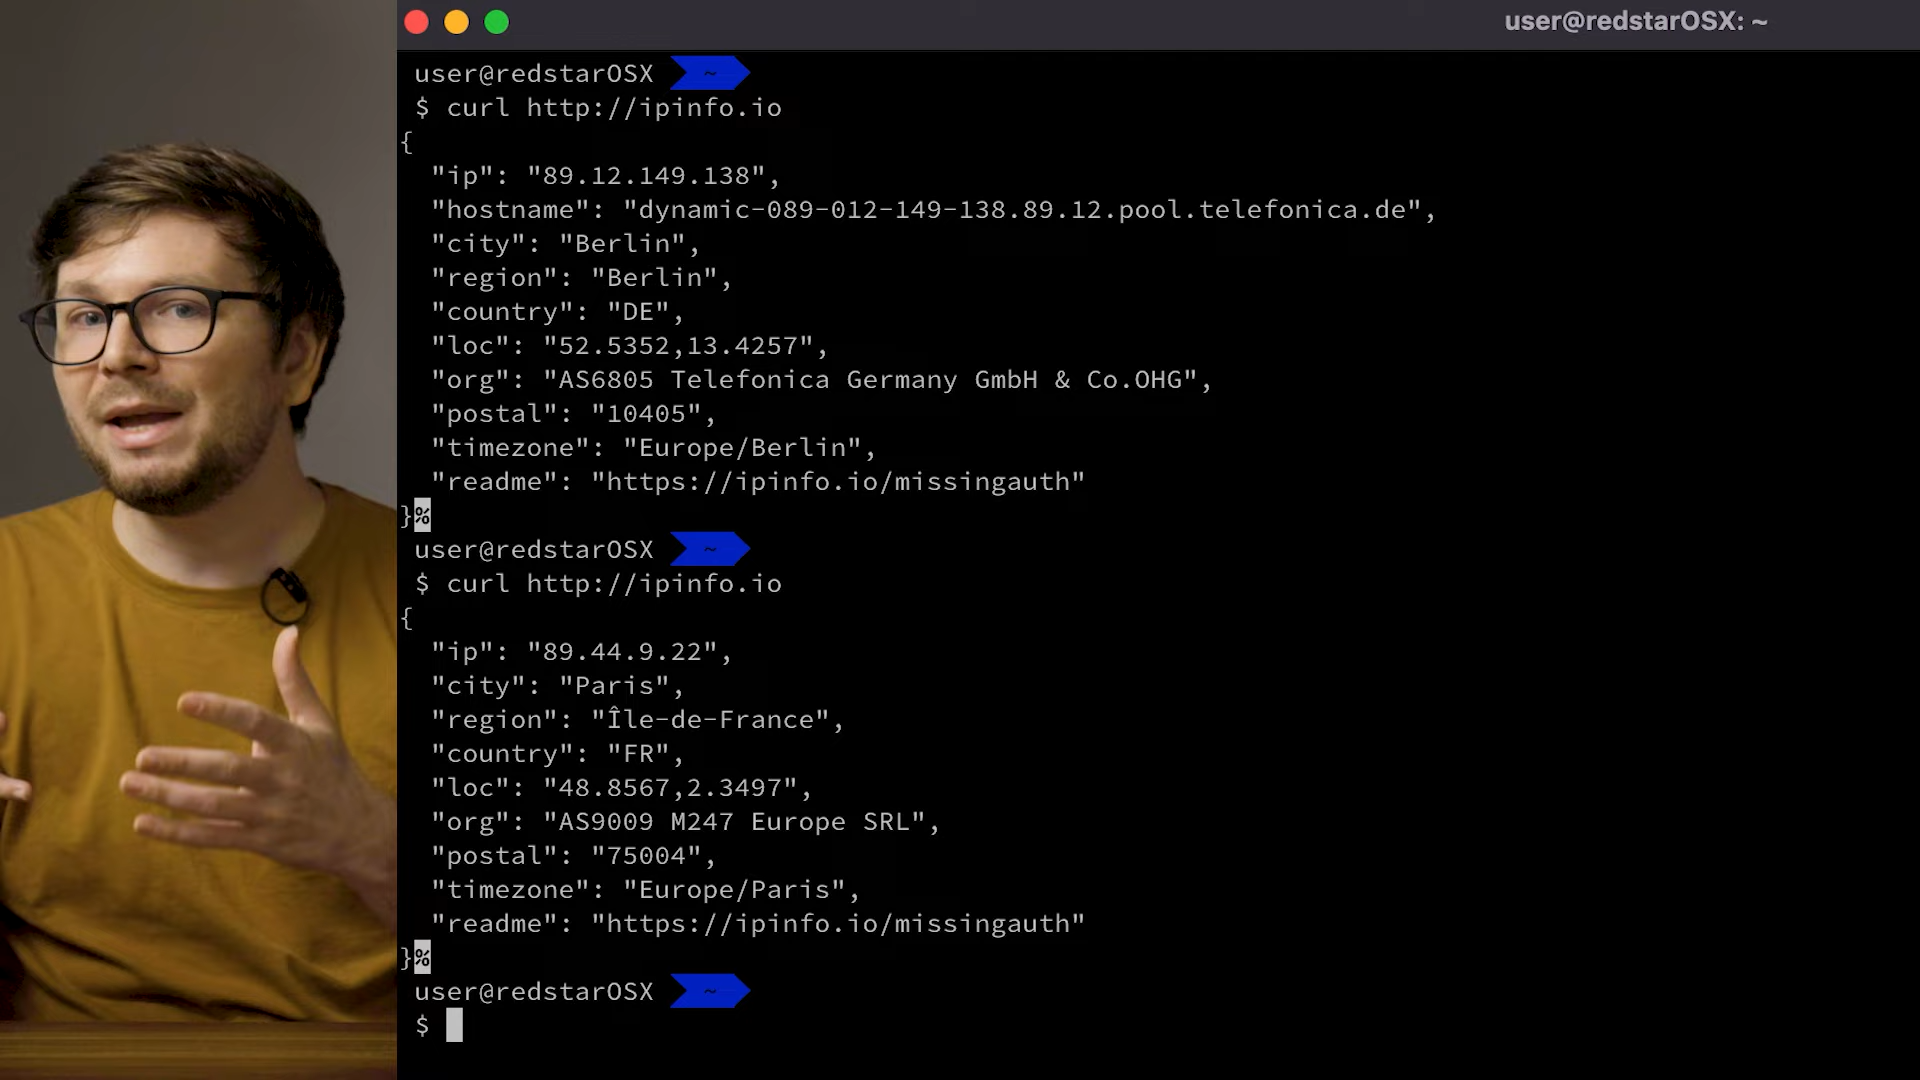 user@redstarOSX: ~
user@redstarOSX ~
$ curl http://ipinfo.io
{
"ip": "89.12.149.138",
"hostname": "dynamic-089-012-149-138.89.12.pool.telefonica.de",
"city": "Berlin",
"region": "Berlin",
"country": "DE",
"loc": "52.5352,13.4257",
"org": "AS6805 Telefonica Germany GmbH & Co.OHG",
"postal": "10405",
"timezone": "Europe/Berlin",
"readme": "https://ipinfo.io/missingauth"
}%
user@redstarOSX ~
$ curl http://ipinfo.io
{
"ip": "89.44.9.22",
"city": "Paris",
"region": "Île-de-France",
"country": "FR",
"loc": "48.8567,2.3497",
"org": "AS9009 M247 Europe SRL",
"postal": "75004",
"timezone": "Europe/Paris",
"readme": "https://ipinfo.io/missingauth"
}%
user@redstarOSX ~
$